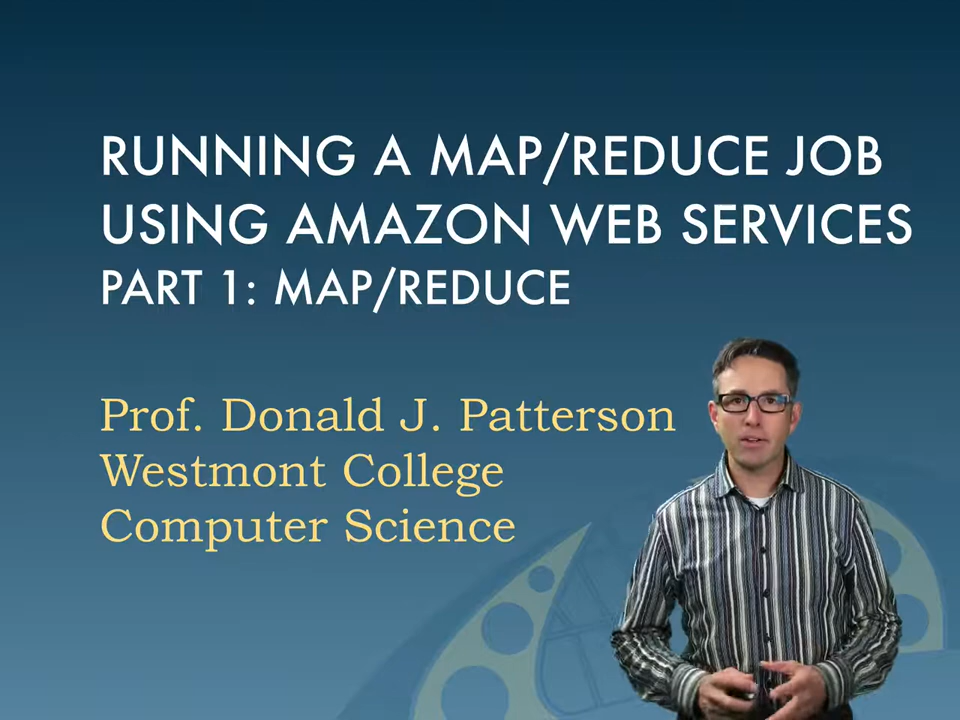 RUNNING A MAP/REDUCE JOB
USING AMAZON WEB SERVICES
PART 1: MAP/REDUCE
Prof. Donald J. Patterson
Westmont College
Computer Science